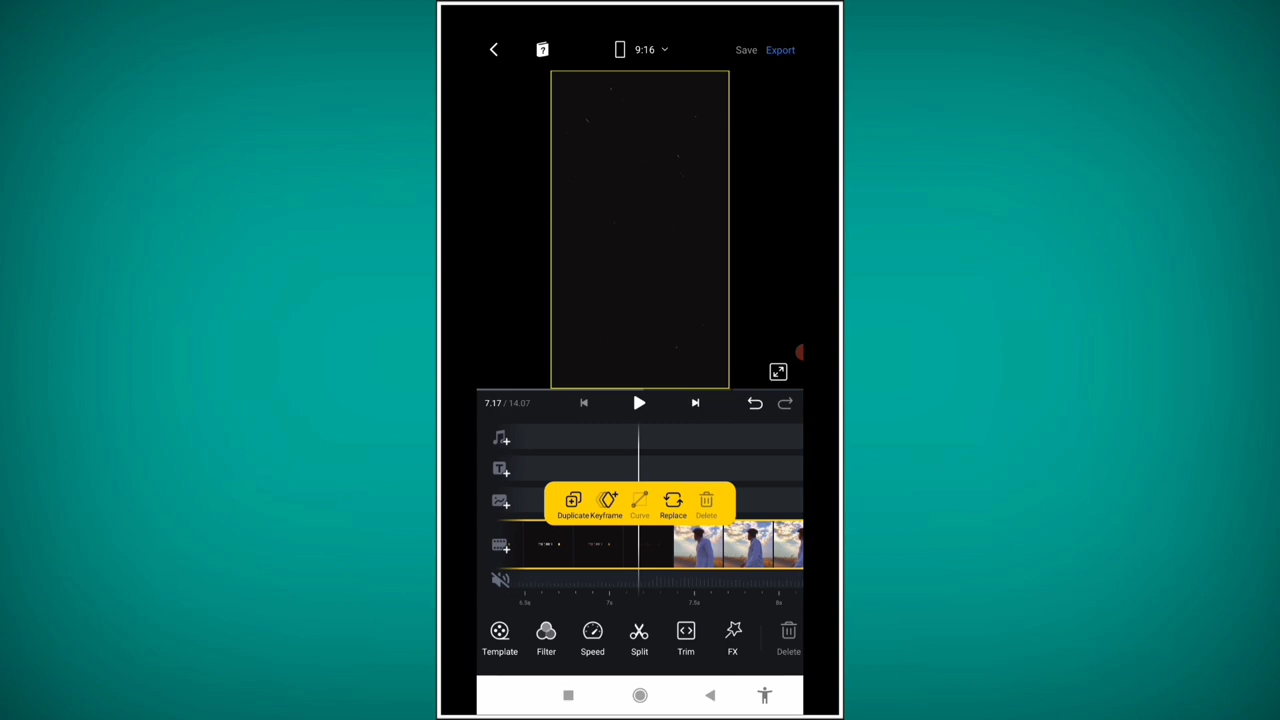 9:16
Save Export
7.17 / 14.07
Duplicate Keyframe Curve Replace Delete
6.5s 7s 7.5s 8s
Template Filter Speed Split Trim FX Delete